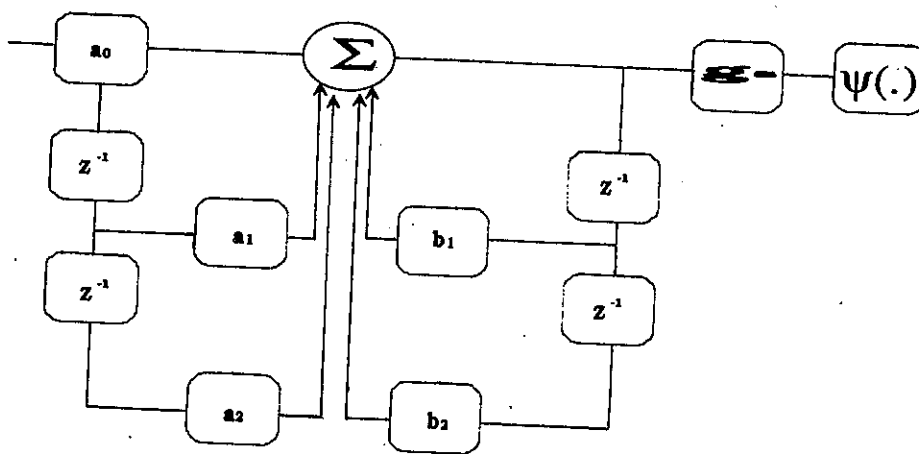 a₀ Σ ψ(.)
z⁻¹ z⁻¹
a₁ b₁
z⁻¹ z⁻¹
a₂ b₂